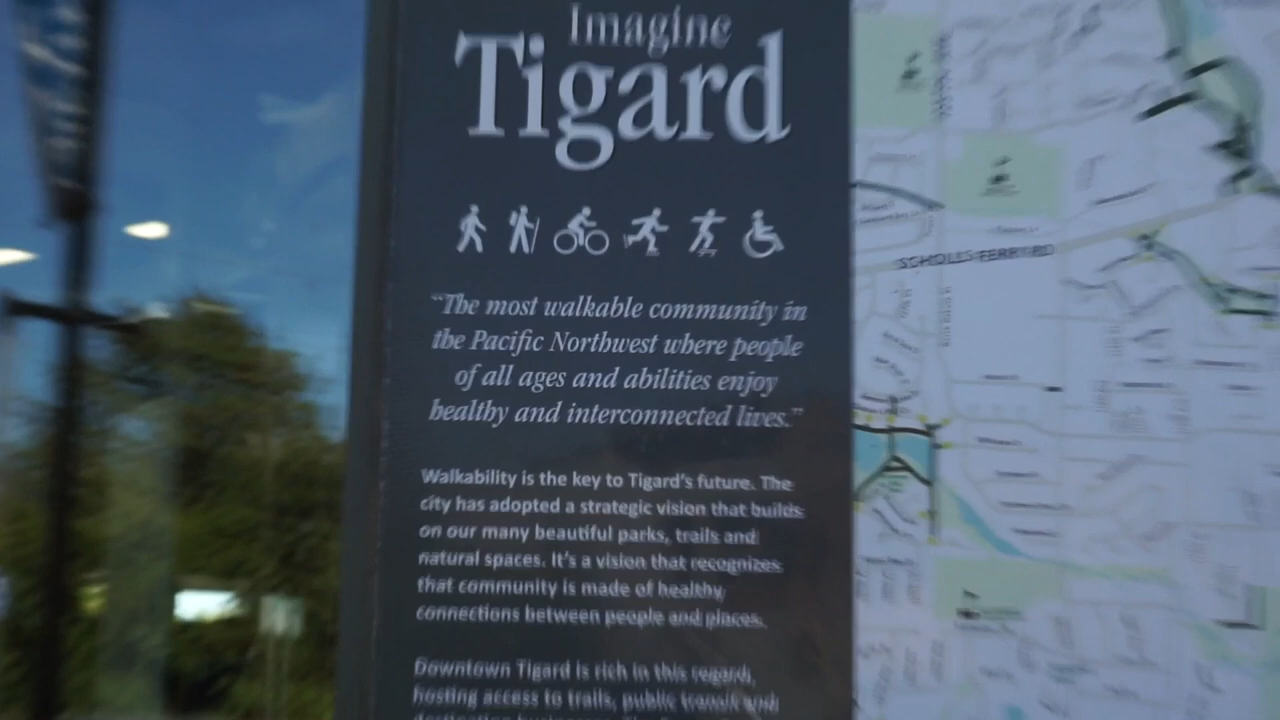 Imagine
Tigard
“The most walkable community in
the Pacific Northwest where people
of all ages and abilities enjoy
healthy and interconnected lives.”
Walkability is the key to Tigard’s future. The
city has adopted a strategic vision that builds
on our many beautiful parks, trails and
natural spaces. It’s a vision that recognizes
that community is made of healthy
connections between people and places.
Downtown Tigard is rich in this regard,
hosting access to trails, public transit and
SCHOLLS FERRY RD